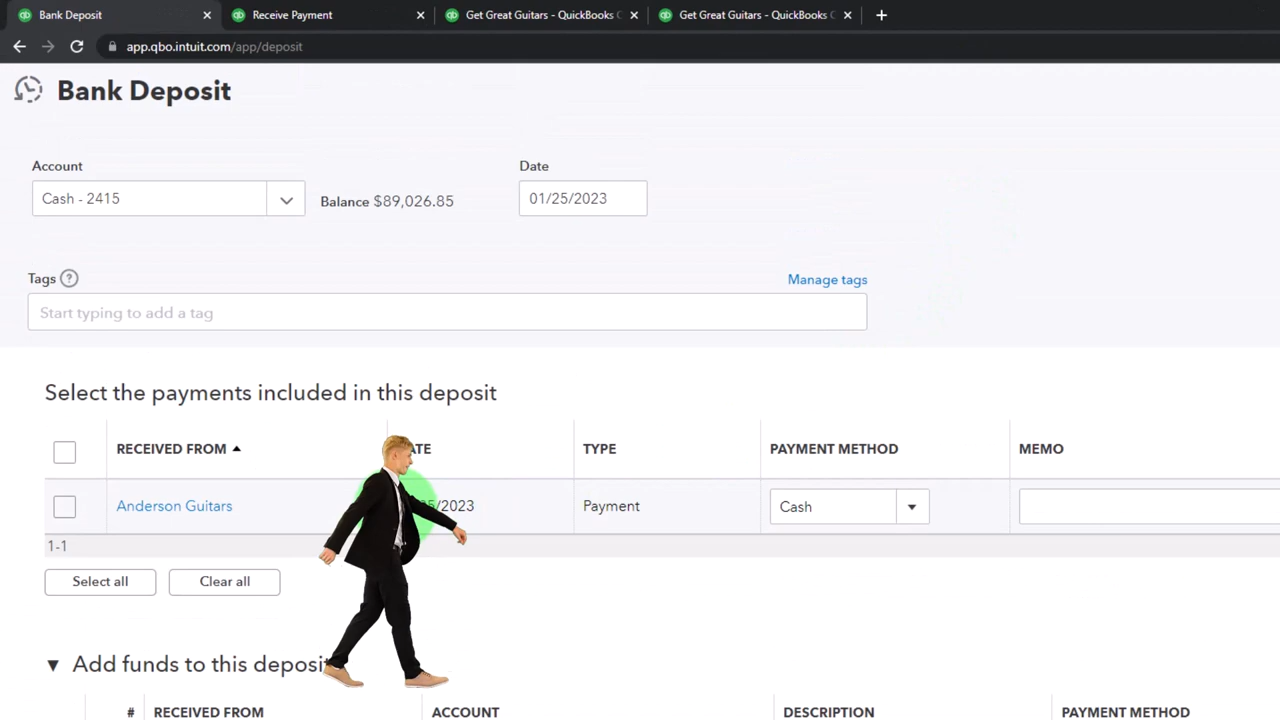 Bank Deposit
Receive Payment
Get Great Guitars - QuickBooks
Get Great Guitars - QuickBooks
app.qbo.intuit.com/app/deposit
Bank Deposit
Account
Date
Cash - 2415
Balance $89,026.85
01/25/2023
Tags ?
Manage tags
Start typing to add a tag
Select the payments included in this deposit
RECEIVED FROM
TYPE
PAYMENT METHOD
MEMO
Anderson Guitars
/2023
Payment
Cash
1-1
Select all
Clear all
Add funds to this deposit
#
RECEIVED FROM
ACCOUNT
DESCRIPTION
PAYMENT METHOD